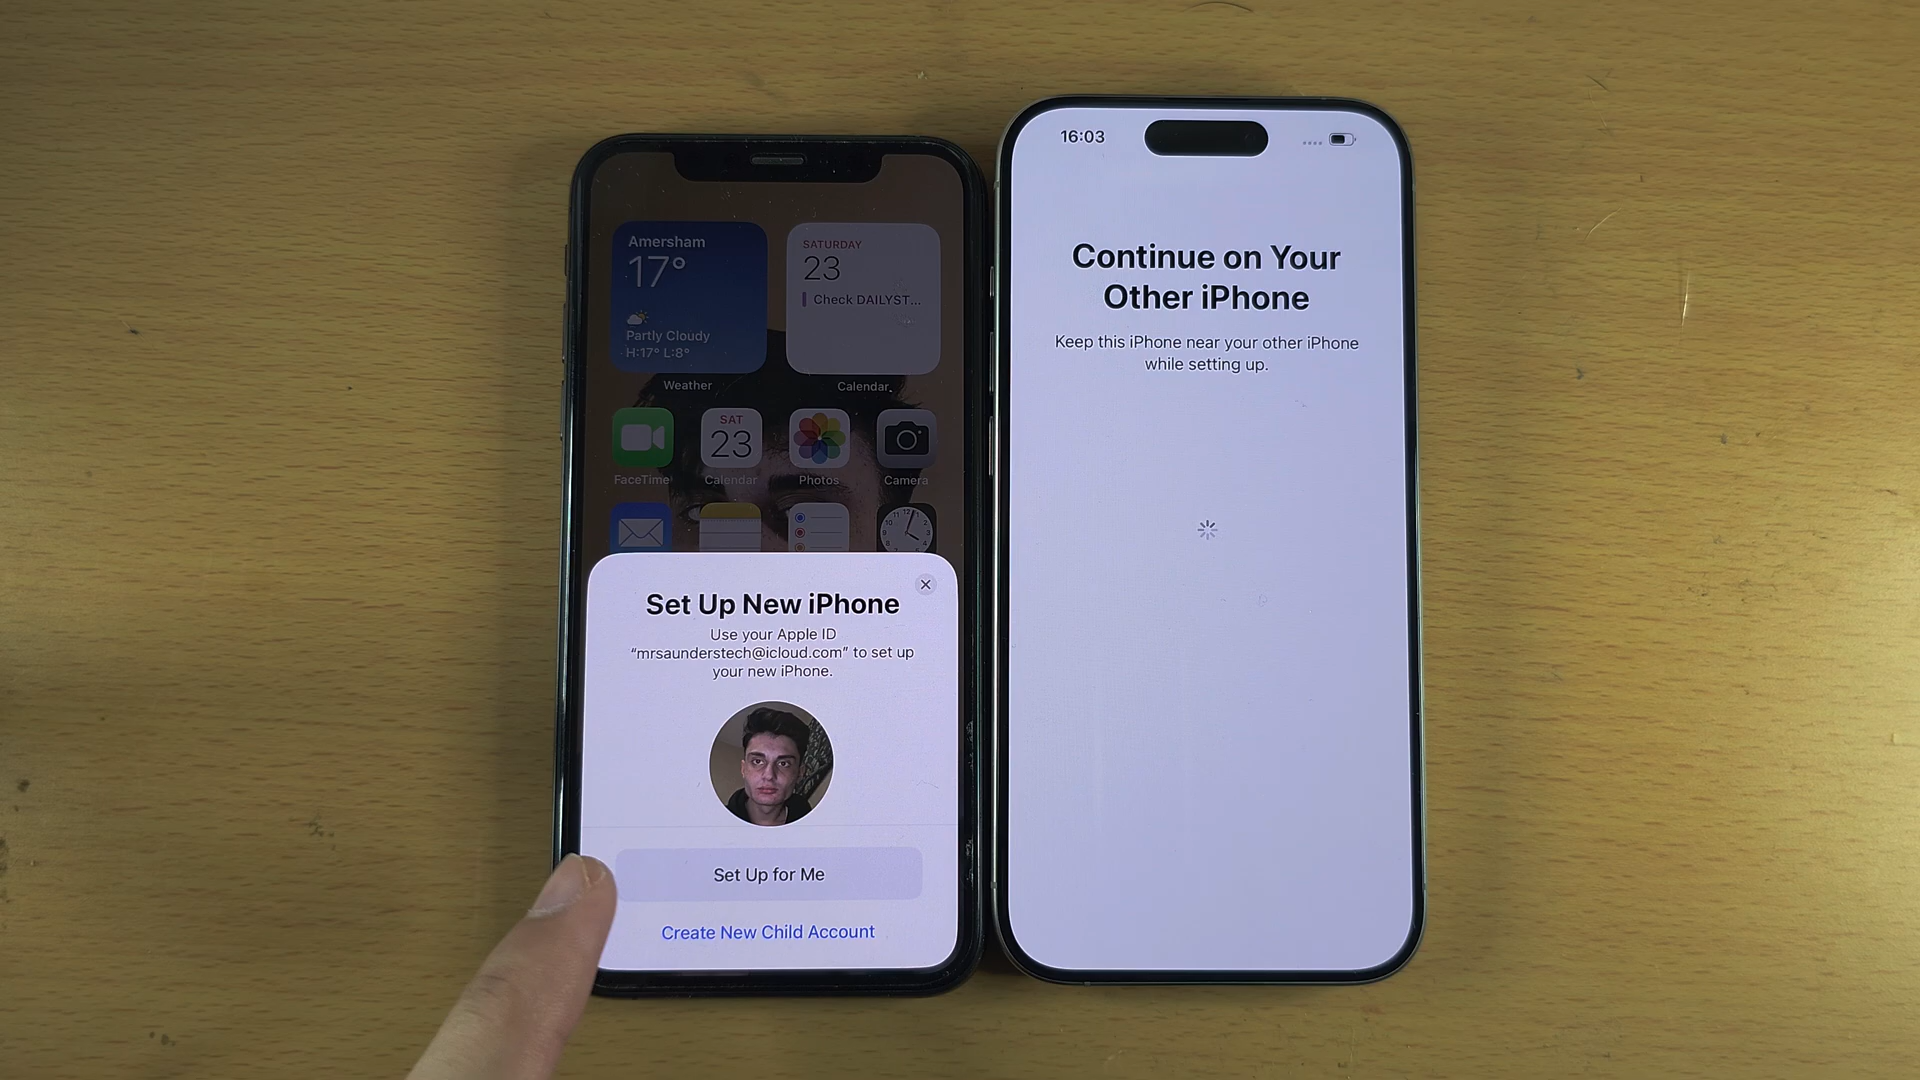 Amersham
17°
Partly Cloudy
H:17° L:8°
Weather
SATURDAY
23
Check DAILYST...
Calendar
FaceTime
SAT
23
Calendar
Photos
Camera
Set Up New iPhone
Use your Apple ID
“mrsaunderstech@icloud.com” to set up
your new iPhone.
Set Up for Me
Create New Child Account
16:03
Continue on Your
Other iPhone
Keep this iPhone near your other iPhone
while setting up.